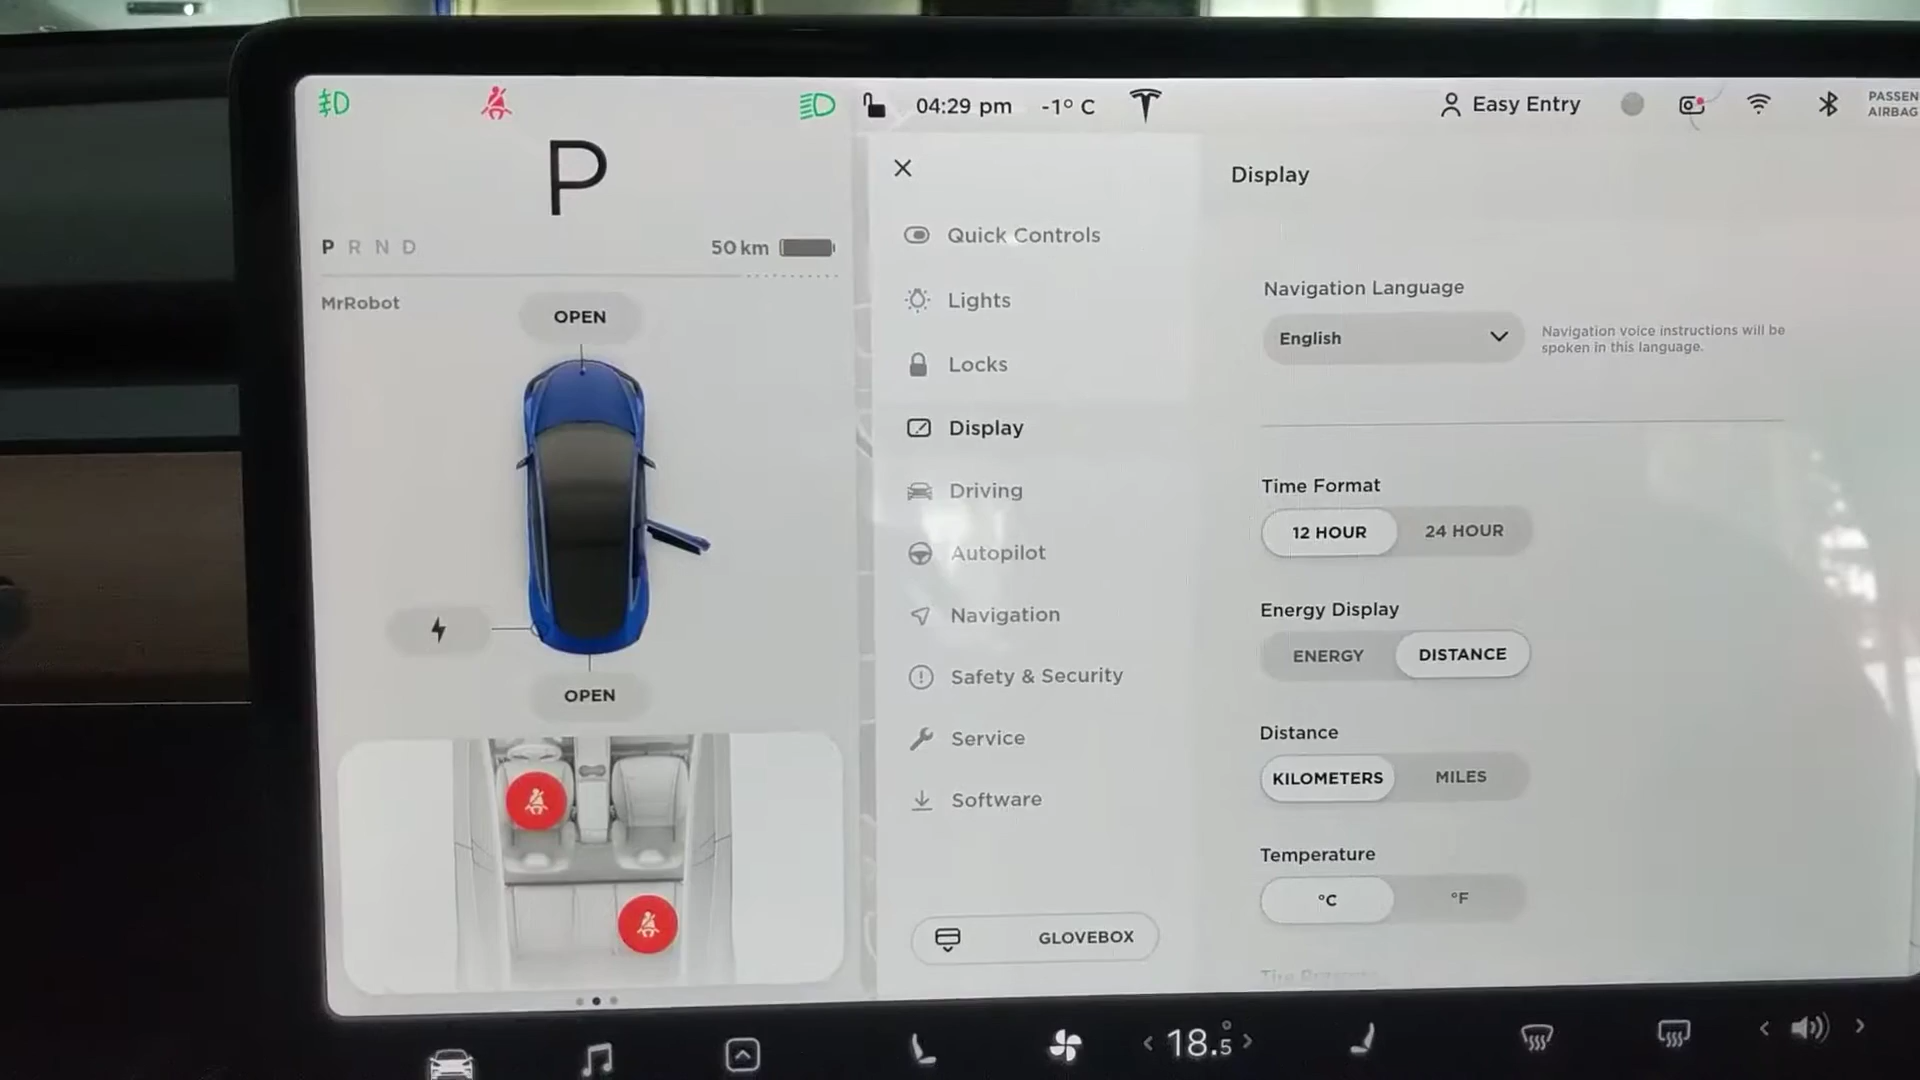 04:29 pm
-1° C
Easy Entry
PASSEN
AIRBAG
P
P R N D
50 km
MrRobot
OPEN
OPEN
Quick Controls
Lights
Locks
Display
Driving
Autopilot
Navigation
Safety & Security
Service
Software
GLOVEBOX
Display
Navigation Language
English
Navigation voice instructions will be
spoken in this language.
Time Format
12 HOUR
24 HOUR
Energy Display
ENERGY
DISTANCE
Distance
KILOMETERS
MILES
Temperature
°C
°F
18.5°